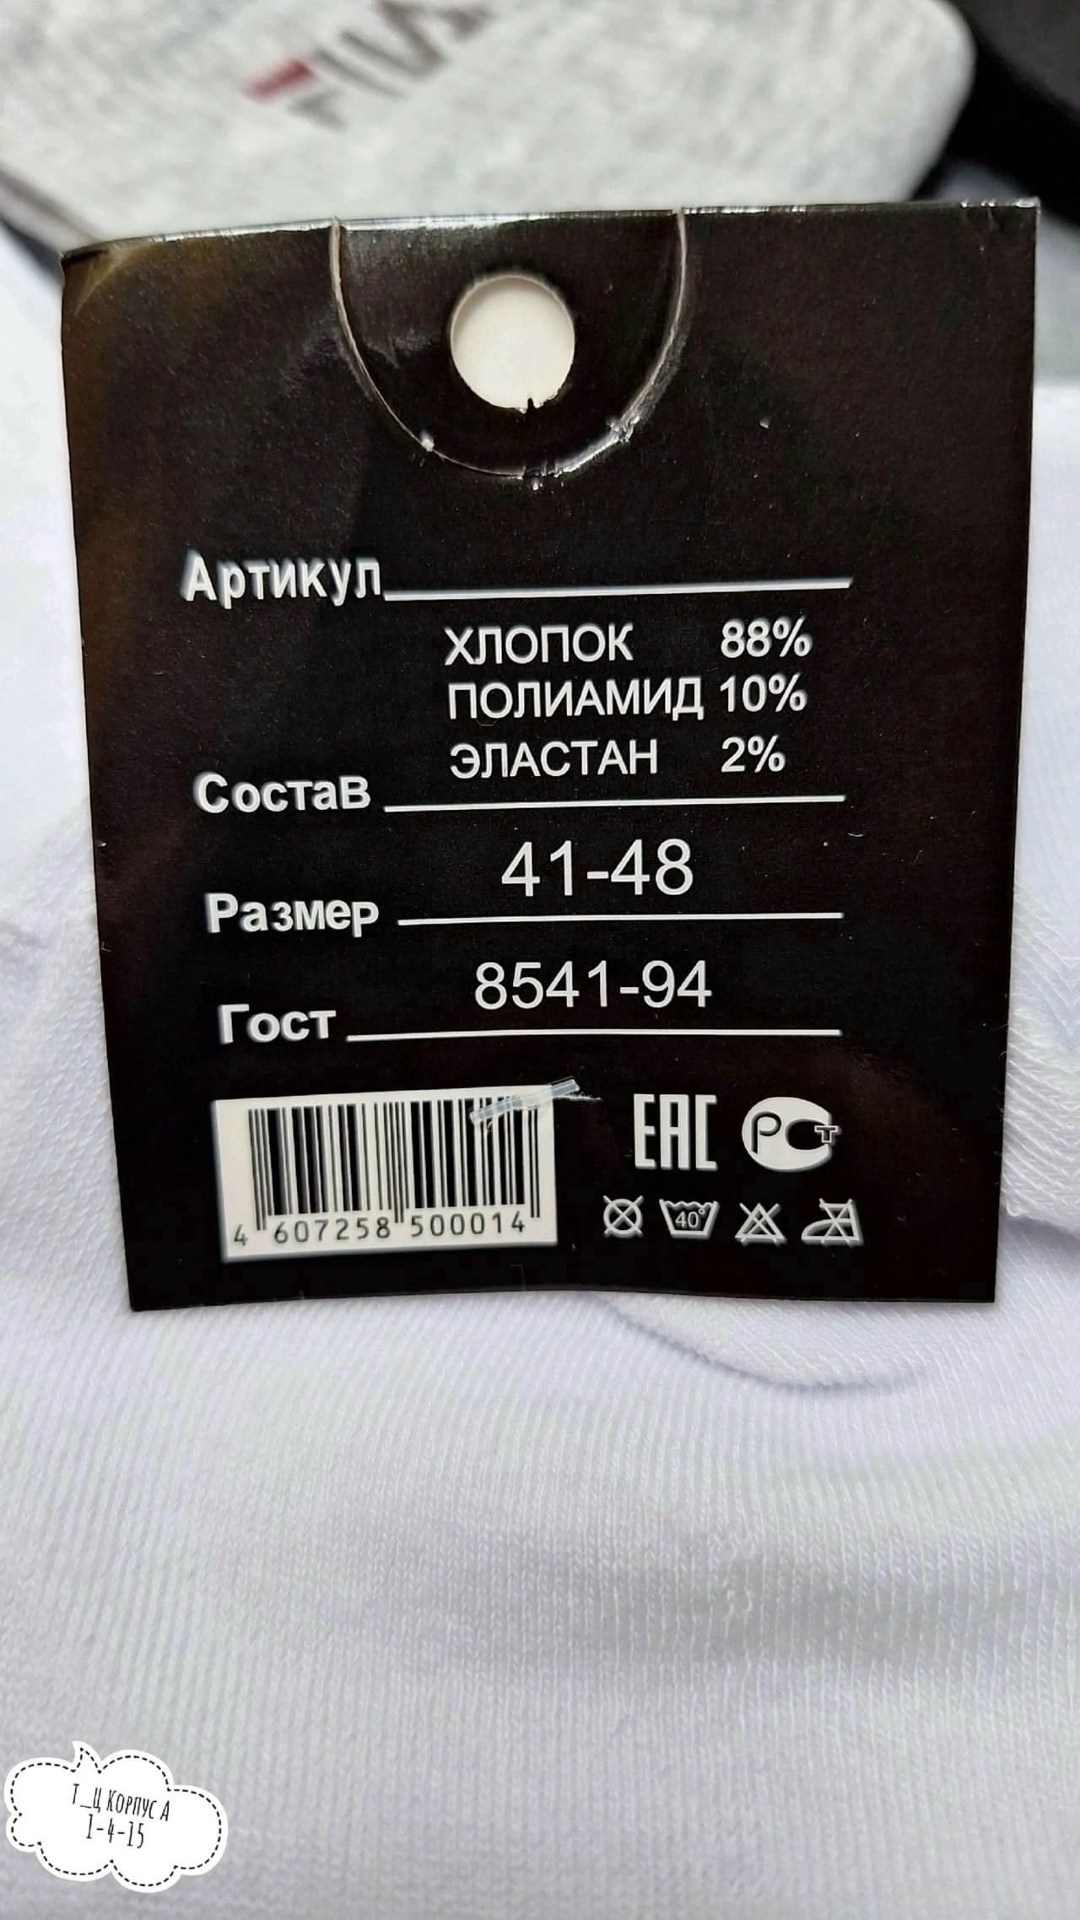 Артикул
ХЛОПОК 88%
ПОЛИАМИД 10%
ЭЛАСТАН 2%
Состав
41-48
Размер
8541-94
Гост
EAC РСТ
40°
4 607258 500014
Т_Ц Корпус А
1-4-15